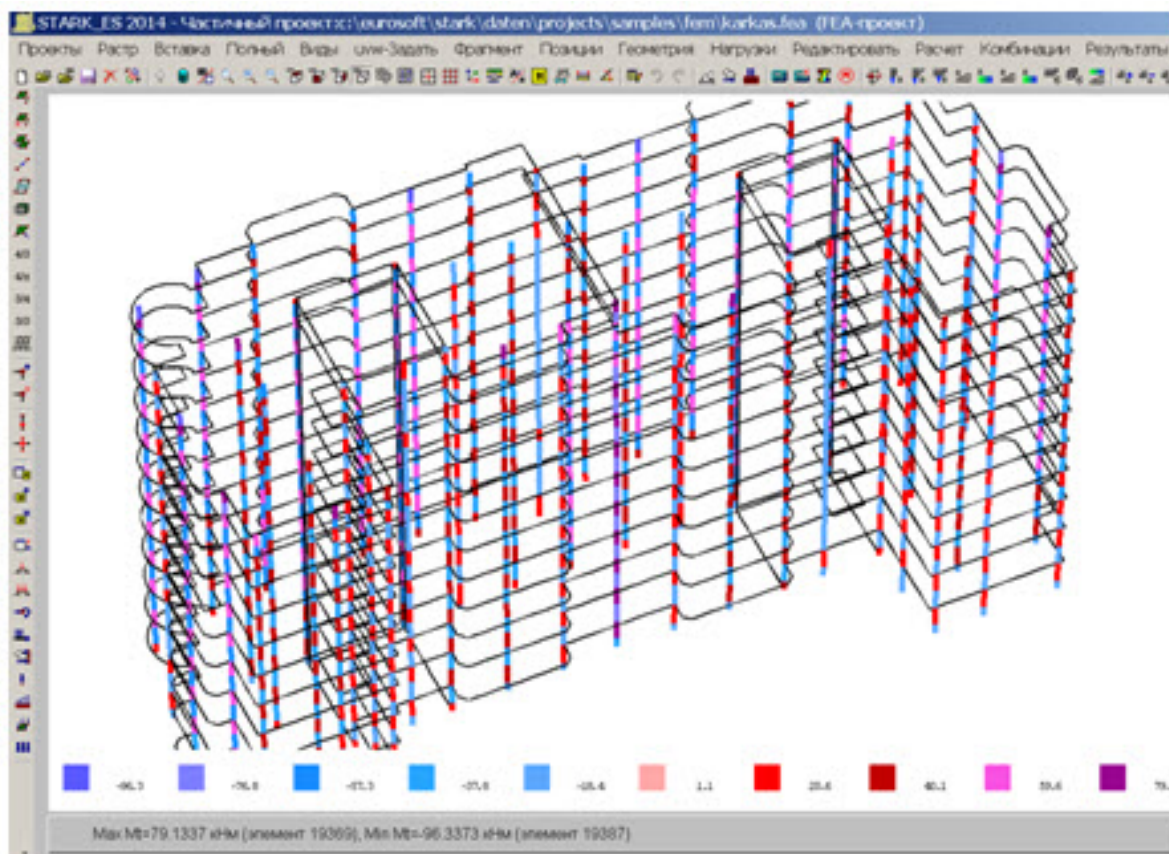 STARK_ES 2014 - Частичный проект:c:\eurosoft\stark\daten\projects\samples\fem\karkas.fea (FEA-проект)
Проекты Растр Вставка Полный Виды uvw-Задать Фрагмент Позиции Геометрия Нагрузки Редактировать Расчет Комбинации Результаты
-96.3 -76.8 -57.3 -37.8 -18.4 1.1 20.6 40.1 59.6
Max Mt=79.1337 кНм (элемент 19369), Min Mt=-96.3373 кНм (элемент 19387)